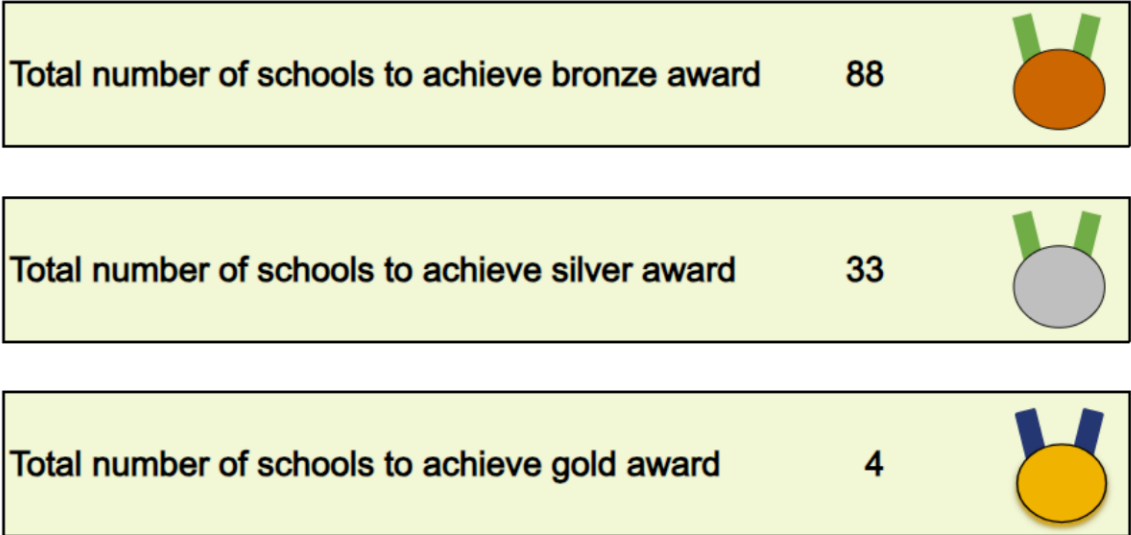 Total number of schools to achieve bronze award 88
Total number of schools to achieve silver award 33
Total number of schools to achieve gold award 4